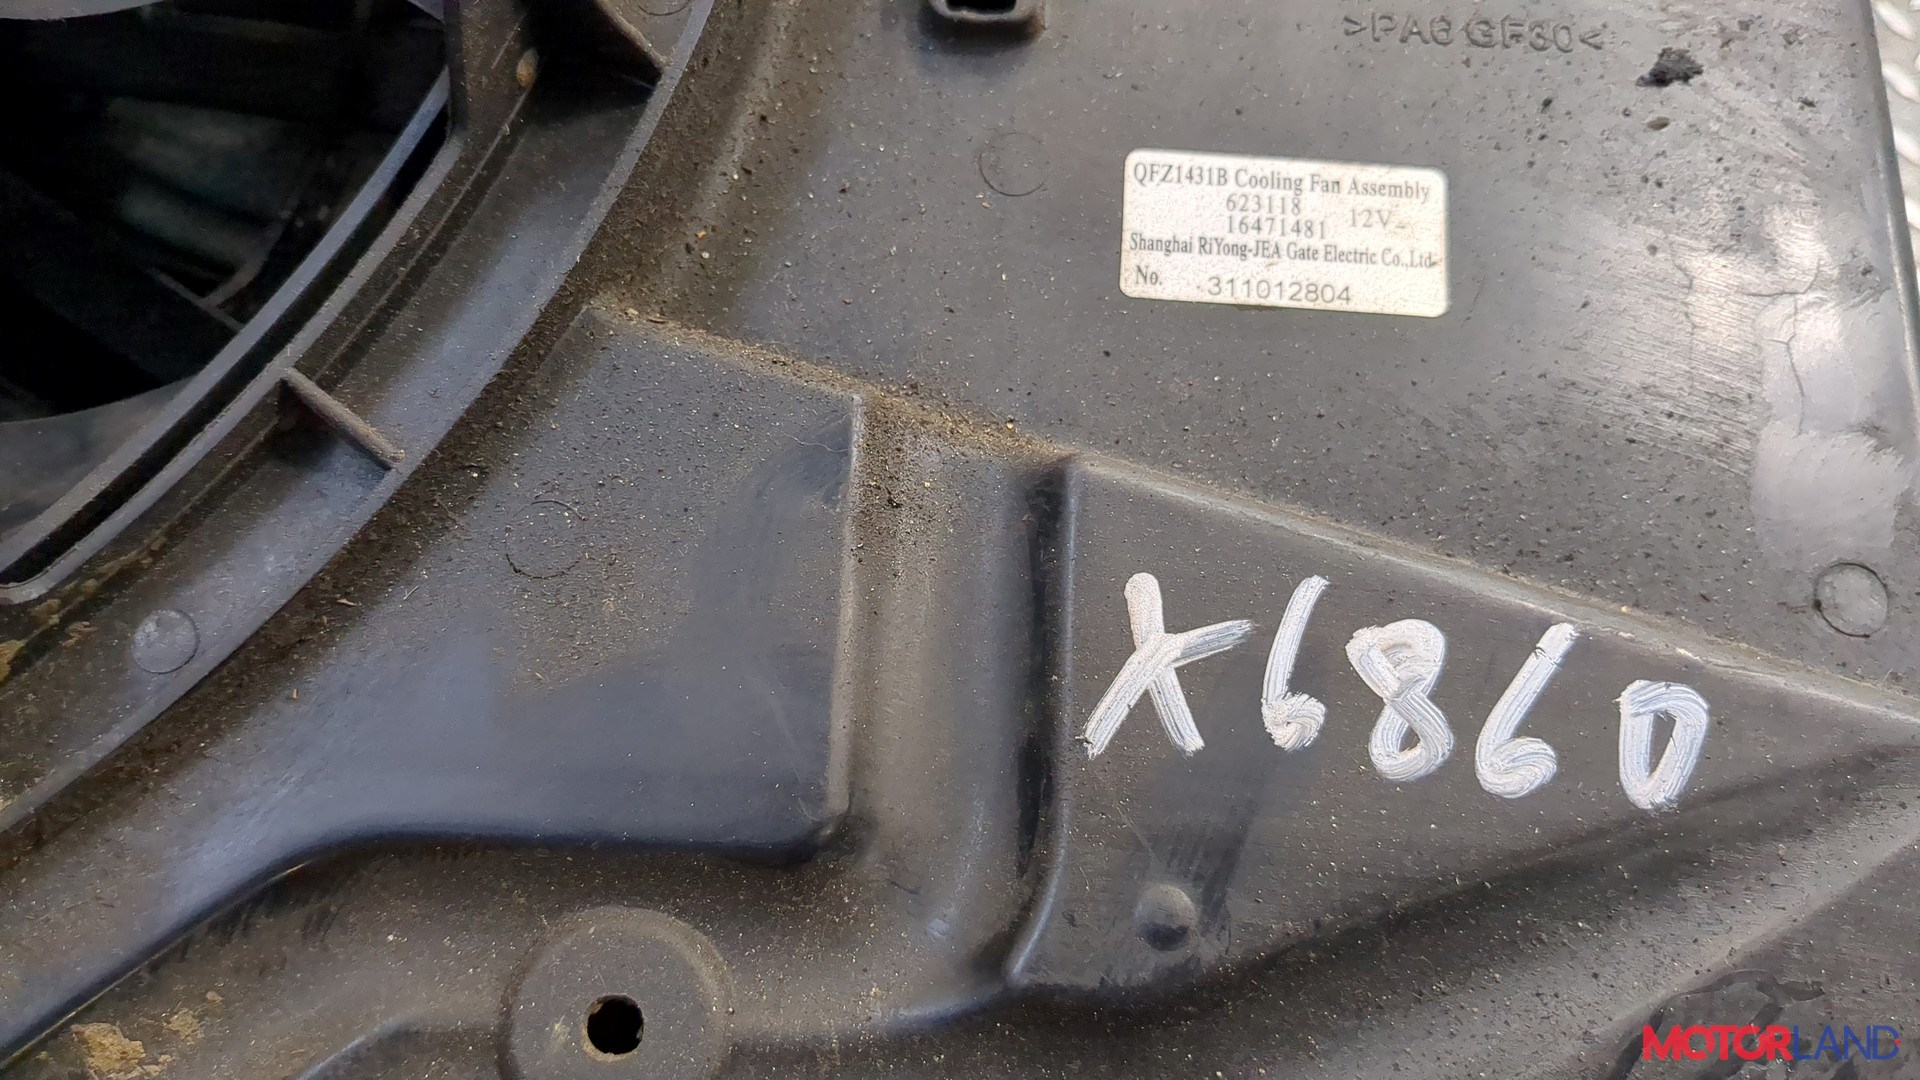 >PA6 GF30<
QFZ1431B Cooling Fan Assembly
623118 12V⎓
16471481
Shanghai RiYong-JEA Gate Electric Co.,Ltd
No. 311012804
X6860
MOTORLAND